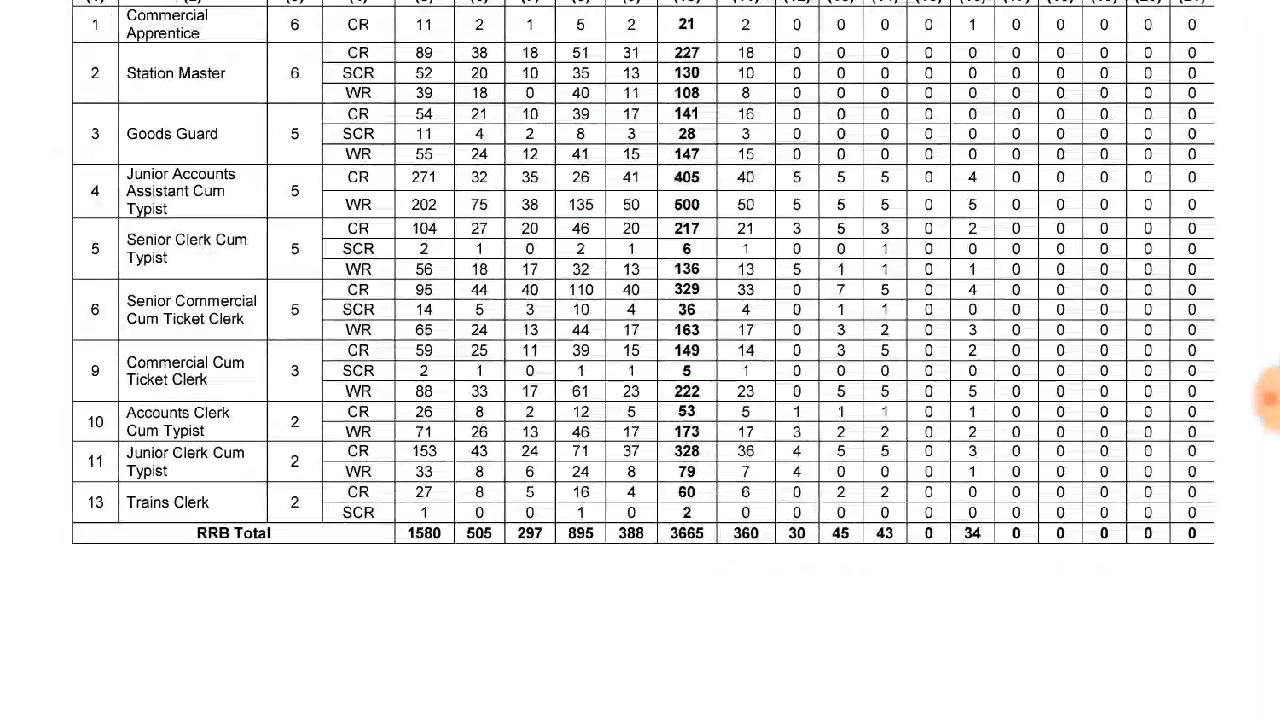 1 Commercial Apprentice 6 CR 11 2 1 5 2 21 2 0 0 0 0 1 0 0 0 0 0
2 Station Master 6 CR 89 38 18 51 31 227 18 0 0 0 0 0 0 0 0 0 0
SCR 52 20 10 35 13 130 10 0 0 0 0 0 0 0 0 0 0
WR 39 18 0 40 11 108 8 0 0 0 0 0 0 0 0 0 0
3 Goods Guard 5 CR 54 21 10 39 17 141 16 0 0 0 0 0 0 0 0 0 0
SCR 11 4 2 8 3 28 3 0 0 0 0 0 0 0 0 0 0
WR 55 24 12 41 15 147 15 0 0 0 0 0 0 0 0 0 0
4 Junior Accounts Assistant Cum Typist 5 CR 271 32 35 26 41 405 40 5 5 5 0 4 0 0 0 0 0
WR 202 75 38 135 50 500 50 5 5 5 0 5 0 0 0 0 0
5 Senior Clerk Cum Typist 5 CR 104 27 20 46 20 217 21 3 5 3 0 2 0 0 0 0 0
SCR 2 1 0 2 1 6 1 0 0 1 0 0 0 0 0 0 0
WR 56 18 17 32 13 136 13 5 1 1 0 1 0 0 0 0 0
6 Senior Commercial Cum Ticket Clerk 5 CR 95 44 40 110 40 329 33 0 7 5 0 4 0 0 0 0 0
SCR 14 5 3 10 4 36 4 0 1 1 0 0 0 0 0 0 0
WR 65 24 13 44 17 163 17 0 3 2 0 3 0 0 0 0 0
9 Commercial Cum Ticket Clerk 3 CR 59 25 11 39 15 149 14 0 3 5 0 2 0 0 0 0 0
SCR 2 1 0 1 1 5 1 0 0 0 0 0 0 0 0 0 0
WR 88 33 17 61 23 222 23 0 5 5 0 5 0 0 0 0 0
10 Accounts Clerk Cum Typist 2 CR 26 8 2 12 5 53 5 1 1 1 0 1 0 0 0 0 0
WR 71 26 13 46 17 173 17 3 2 2 0 2 0 0 0 0 0
11 Junior Clerk Cum Typist 2 CR 153 43 24 71 37 328 36 4 5 5 0 3 0 0 0 0 0
WR 33 8 6 24 8 79 7 4 0 0 0 1 0 0 0 0 0
13 Trains Clerk 2 CR 27 8 5 16 4 60 6 0 2 2 0 0 0 0 0 0 0
SCR 1 0 0 1 0 2 0 0 0 0 0 0 0 0 0 0 0
RRB Total 1580 505 297 895 388 3665 360 30 45 43 0 34 0 0 0 0 0